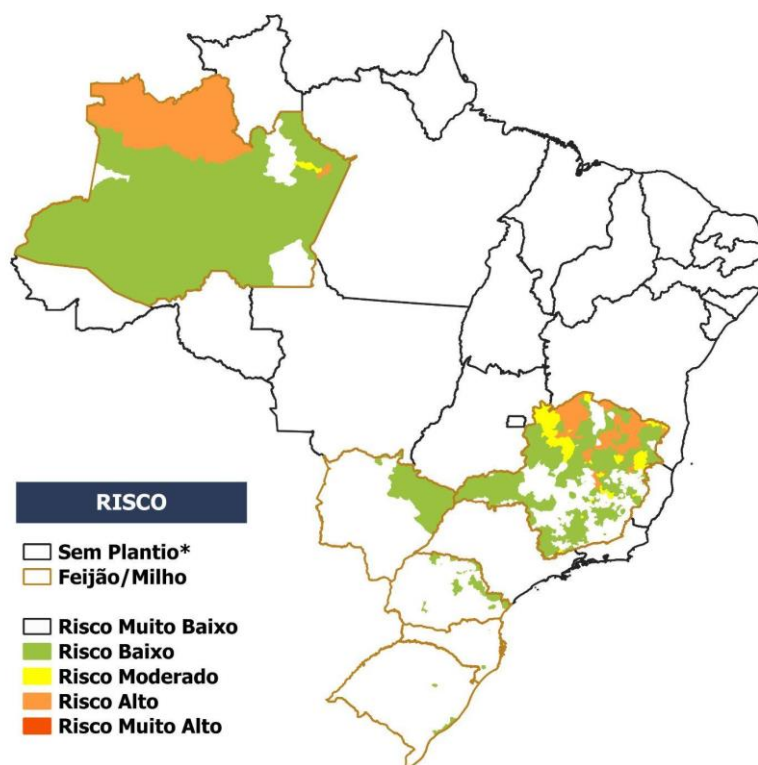 RISCO
Sem Plantio*
Feijão/Milho
Risco Muito Baixo
Risco Baixo
Risco Moderado
Risco Alto
Risco Muito Alto